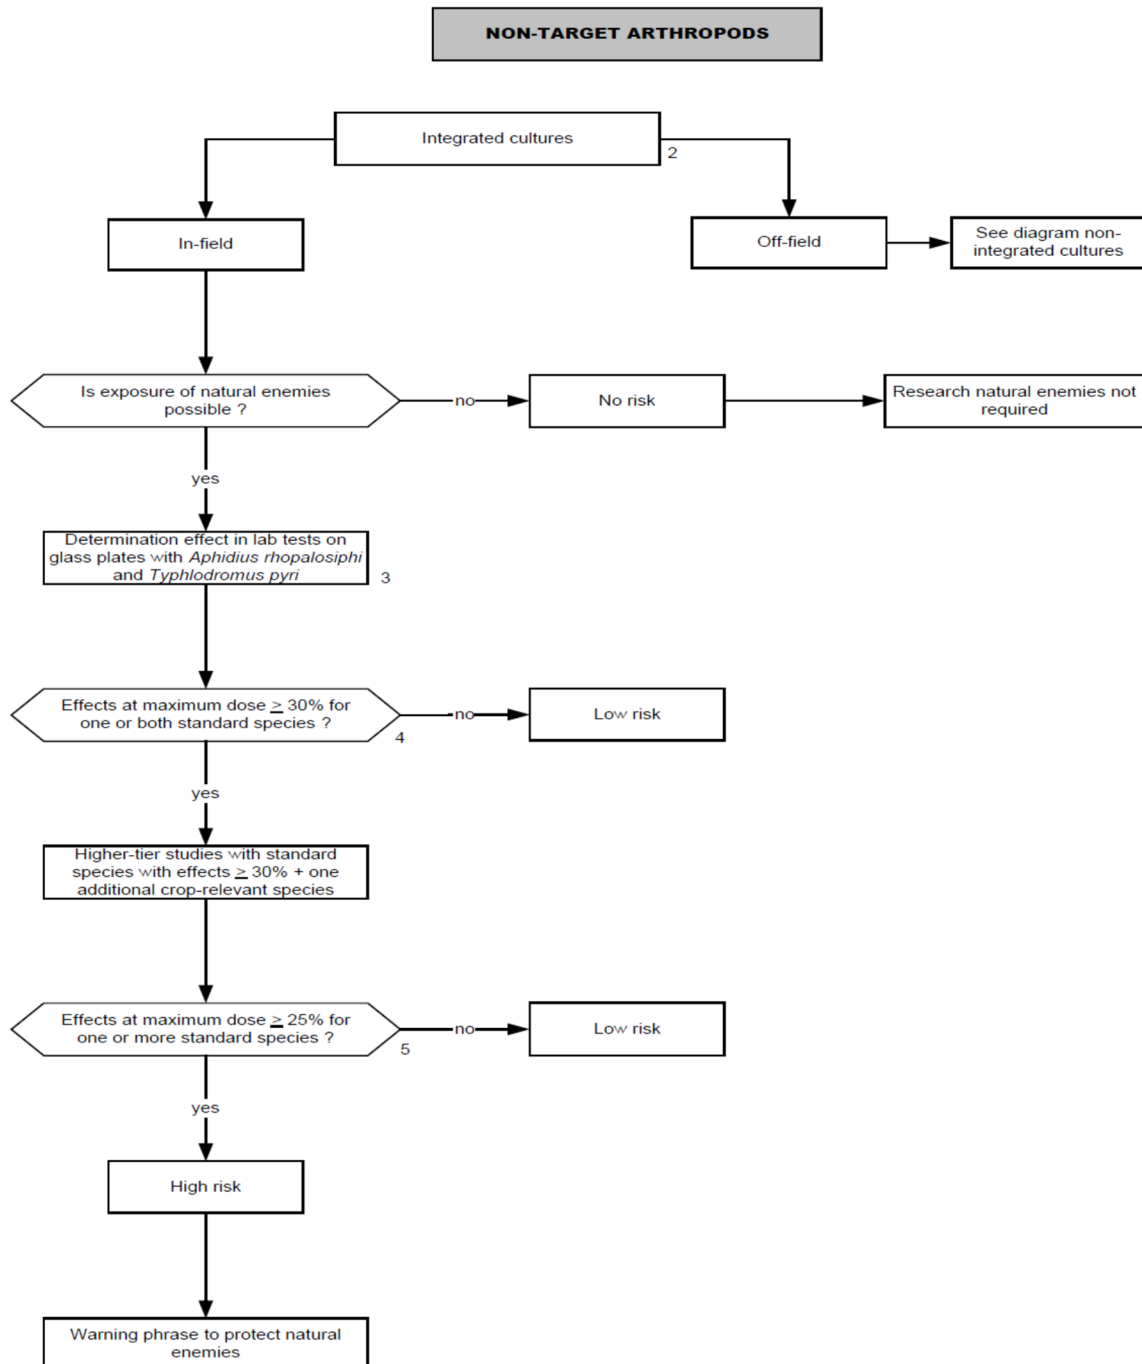 NON-TARGET ARTHROPODS
Integrated cultures
2
In-field
Off-field
See diagram non-
integrated cultures
Is exposure of natural enemies
possible ?
no
No risk
Research natural enemies not
required
yes
Determination effect in lab tests on
glass plates with Aphidius rhopalosiphi
and Typhlodromus pyri
3
Effects at maximum dose ≥ 30% for
one or both standard species ?
4
no
Low risk
yes
Higher-tier studies with standard
species with effects ≥ 30% + one
additional crop-relevant species
Effects at maximum dose ≥ 25% for
one or more standard species ?
5
no
Low risk
yes
High risk
Warning phrase to protect natural
enemies